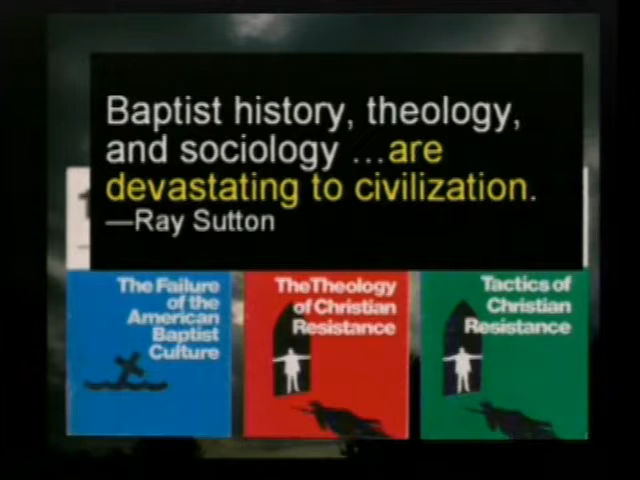 Baptist history, theology,
and sociology ...are
devastating to civilization.
—Ray Sutton
The Failure
of the
American
Baptist
Culture
The Theology
of Christian
Resistance
Tactics of
Christian
Resistance